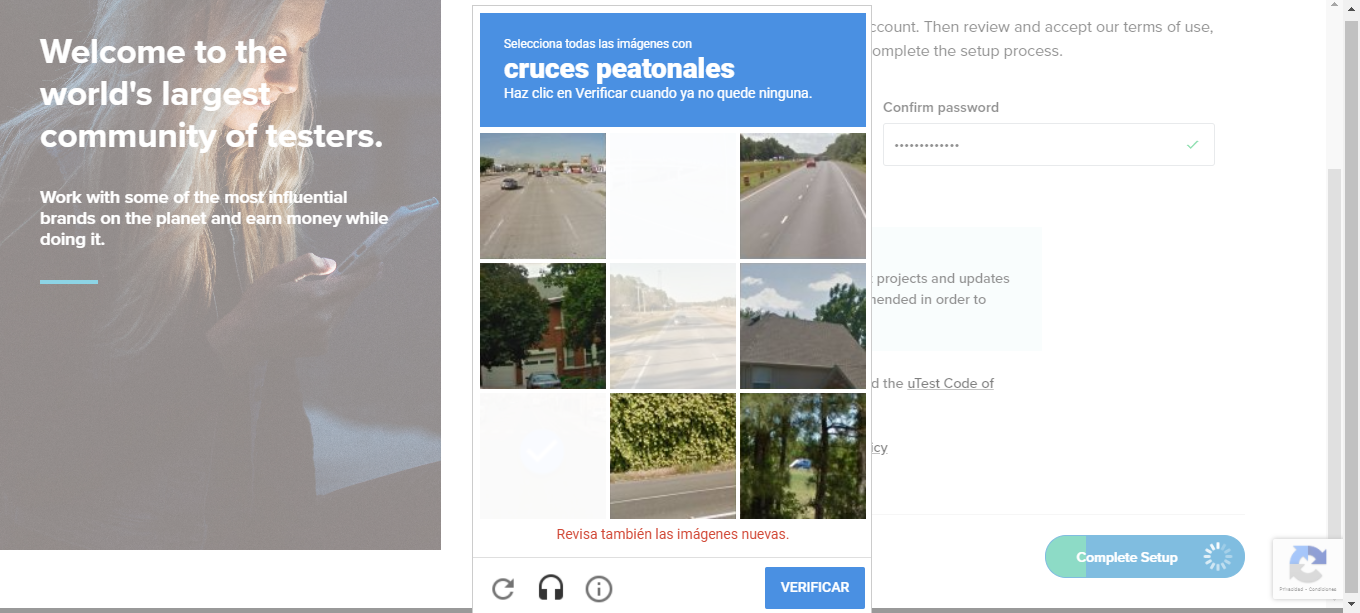 Welcome to the
world's largest
community of testers.
Work with some of the most influential
brands on the planet and earn money while
doing it.
Selecciona todas las imágenes con
cruces peatonales
Haz clic en Verificar cuando ya no quede ninguna.
Revisa también las imágenes nuevas.
VERIFICAR
ccount. Then review and accept our terms of use,
omplete the setup process.
Confirm password
projects and updates
nended in order to
d the uTest Code of
icy
Complete Setup
Privacidad - Condiciones